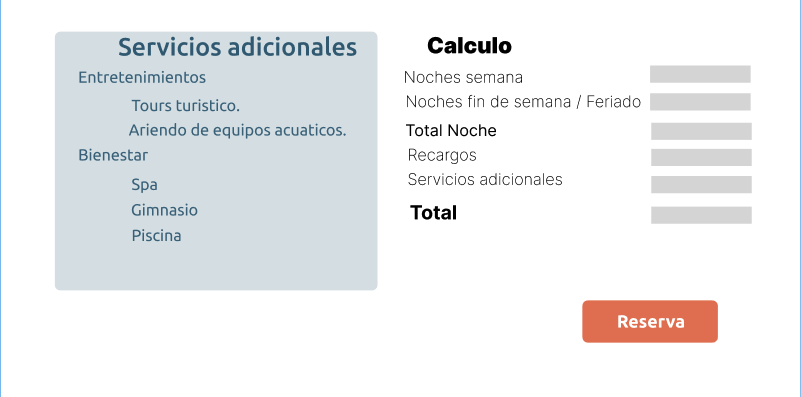 Servicios adicionales
Entretenimientos
Tours turistico.
Ariendo de equipos acuaticos.
Bienestar
Spa
Gimnasio
Piscina
Calculo
Noches semana
Noches fin de semana / Feriado
Total Noche
Recargos
Servicios adicionales
Total
Reserva